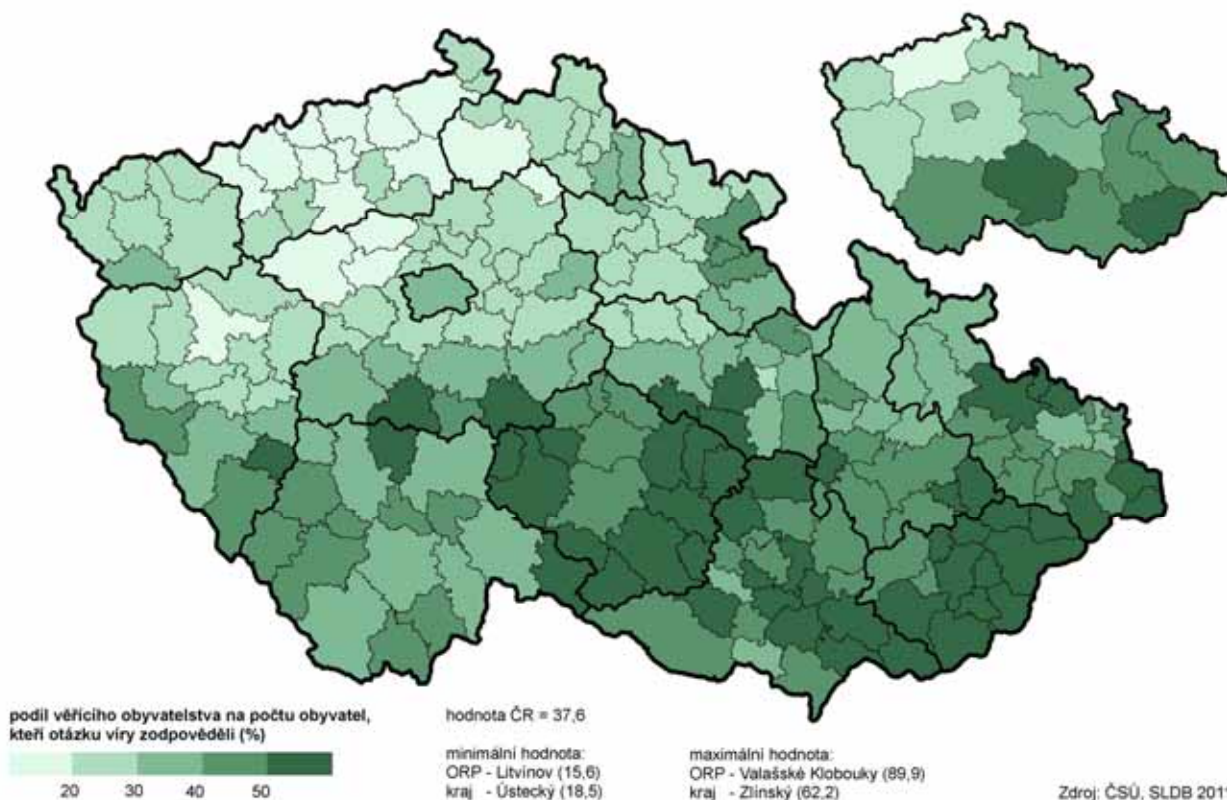 podíl věřícího obyvatelstva na počtu obyvatel,
kteří otázku víry zodpověděli (%)
20 30 40 50
hodnota ČR = 37,6
minimální hodnota:
ORP - Litvínov (15,6)
kraj - Ústecký (18,5)
maximální hodnota:
ORP - Valašské Klobouky (89,9)
kraj - Zlínský (62,2)
Zdroj: ČSÚ, SLDB 2011